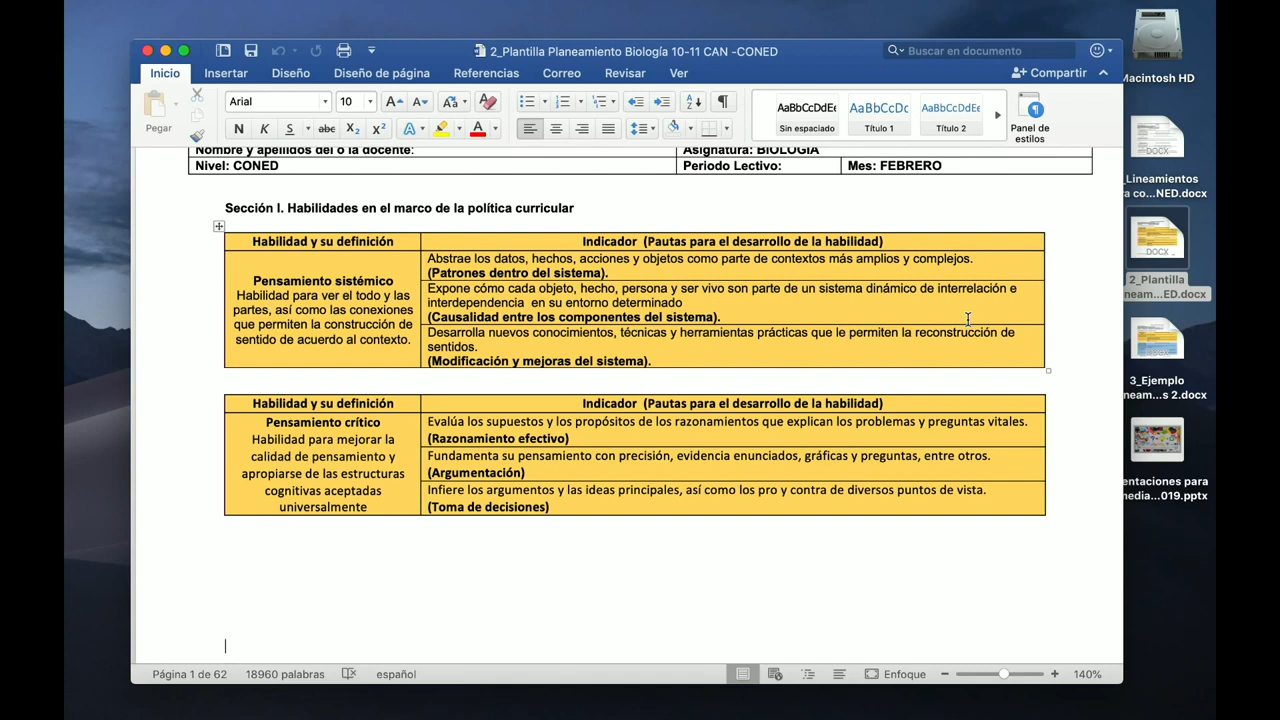 2_Plantilla Planeamiento Biología 10-11 CAN -CONED
Buscar en documento
Inicio Insertar Diseño Diseño de página Referencias Correo Revisar Ver
Compartir
Pegar
Arial 10
N K S abc X₂ X²
AaBbCcDdEe AaBbCcDc AaBbCcDdEe
Sin espaciado Título 1 Título 2
Panel de estilos
Nombre y apellidos del o la docente: Asignatura: BIOLOGIA
Nivel: CONED Periodo Lectivo: Mes: FEBRERO
Sección I. Habilidades en el marco de la política curricular
Habilidad y su definición Indicador (Pautas para el desarrollo de la habilidad)
Pensamiento sistémico
Habilidad para ver el todo y las
partes, así como las conexiones
que permiten la construcción de
sentido de acuerdo al contexto.
Abstrae los datos, hechos, acciones y objetos como parte de contextos más amplios y complejos.
(Patrones dentro del sistema).
Expone cómo cada objeto, hecho, persona y ser vivo son parte de un sistema dinámico de interrelación e
interdependencia en su entorno determinado
(Causalidad entre los componentes del sistema).
Desarrolla nuevos conocimientos, técnicas y herramientas prácticas que le permiten la reconstrucción de
sentidos.
(Modificación y mejoras del sistema).
Habilidad y su definición Indicador (Pautas para el desarrollo de la habilidad)
Pensamiento crítico
Habilidad para mejorar la
calidad de pensamiento y
apropiarse de las estructuras
cognitivas aceptadas
universalmente
Evalúa los supuestos y los propósitos de los razonamientos que explican los problemas y preguntas vitales.
(Razonamiento efectivo)
Fundamenta su pensamiento con precisión, evidencia enunciados, gráficas y preguntas, entre otros.
(Argumentación)
Infiere los argumentos y las ideas principales, así como los pro y contra de diversos puntos de vista.
(Toma de decisiones)
Página 1 de 62 18960 palabras español Enfoque 140%
Macintosh HD
DOCX
_Lineamientos
a co...NED.docx
DOCX
2_Plantilla
neam...ED.docx
3_Ejemplo
eam...s 2.docx
entaciones para
media...019.pptx